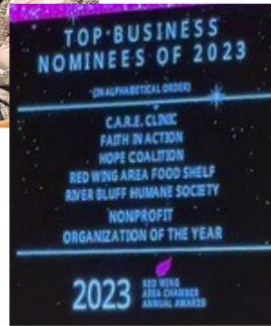 TOP BUSINESS
NOMINEES OF 2023
(IN ALPHABETICAL ORDER)
C.A.R.E. CLINIC
FAITH IN ACTION
HOPE COALITION
RED WING AREA FOOD SHELF
RIVER BLUFF HUMANE SOCIETY
NONPROFIT
ORGANIZATION OF THE YEAR
2023
RED WING
AREA CHAMBER
ANNUAL AWARDS